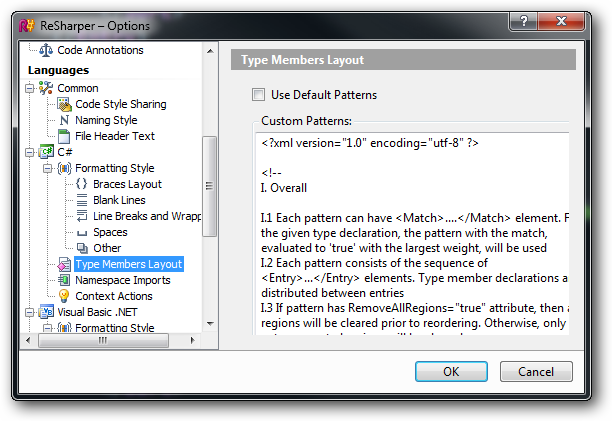 ReSharper – Options
Code Annotations
Languages
Common
Code Style Sharing
Naming Style
File Header Text
C#
Formatting Style
Braces Layout
Blank Lines
Line Breaks and Wrapp
Spaces
Other
Type Members Layout
Namespace Imports
Context Actions
Visual Basic .NET
Formatting Style
Type Members Layout
Use Default Patterns
Custom Patterns:
<?xml version="1.0" encoding="utf-8" ?>
<!--
I. Overall
I.1 Each pattern can have <Match>....</Match> element. F
the given type declaration, the pattern with the match,
evaluated to 'true' with the largest weight, will be used
I.2 Each pattern consists of the sequence of
<Entry>...</Entry> elements. Type member declarations a
distributed between entries
I.3 If pattern has RemoveAllRegions="true" attribute, then a
regions will be cleared prior to reordering. Otherwise, only
OK
Cancel